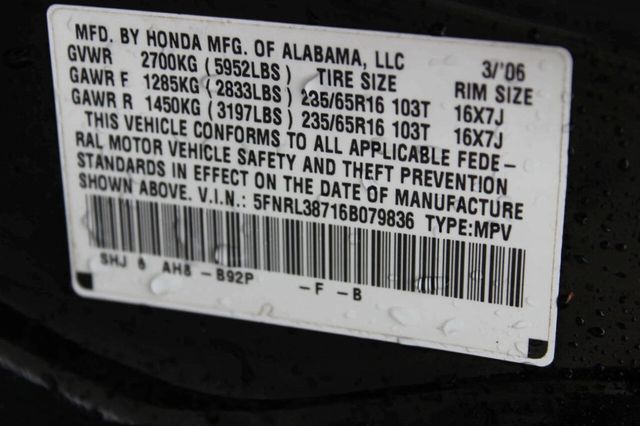 MFD. BY HONDA MFG. OF ALABAMA, LLC 3/'06
GVWR 2700KG (5952LBS) TIRE SIZE RIM SIZE
GAWR F 1285KG (2833LBS) 235/65R16 103T 16X7J
GAWR R 1450KG (3197LBS) 235/65R16 103T 16X7J
THIS VEHICLE CONFORMS TO ALL APPLICABLE FEDE-
RAL MOTOR VEHICLE SAFETY AND THEFT PREVENTION
STANDARDS IN EFFECT ON THE DATE OF MANUFACTURE
SHOWN ABOVE. V.I.N.: 5FNRL38716B079836 TYPE:MPV
SHJ 6 AH8 -B92P -F -B